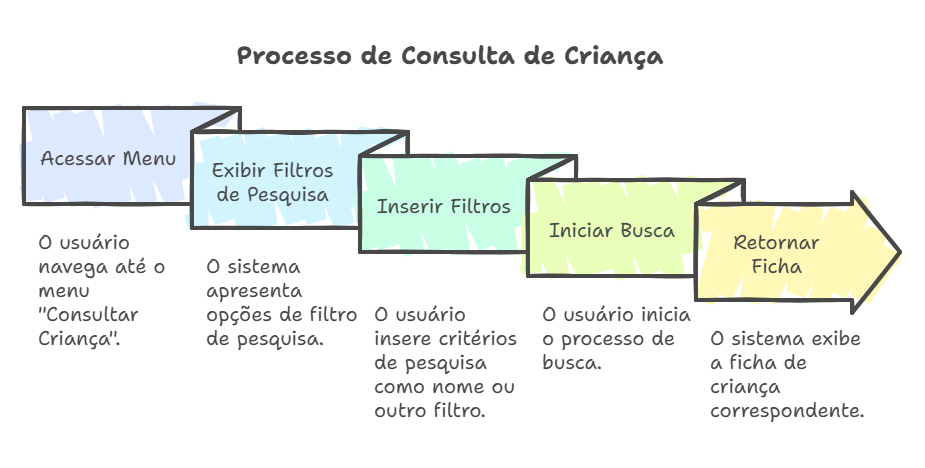 Processo de Consulta de Criança
Acessar Menu
O usuário
navega até o
menu
"Consultar
Criança".
Exibir Filtros
de Pesquisa
O sistema
apresenta
opções de filtro
de pesquisa.
Inserir Filtros
O usuário
insere critérios
de pesquisa
como nome ou
outro filtro.
Iniciar Busca
O usuário inicia
o processo de
busca.
Retornar
Ficha
O sistema exibe
a ficha de
criança
correspondente.